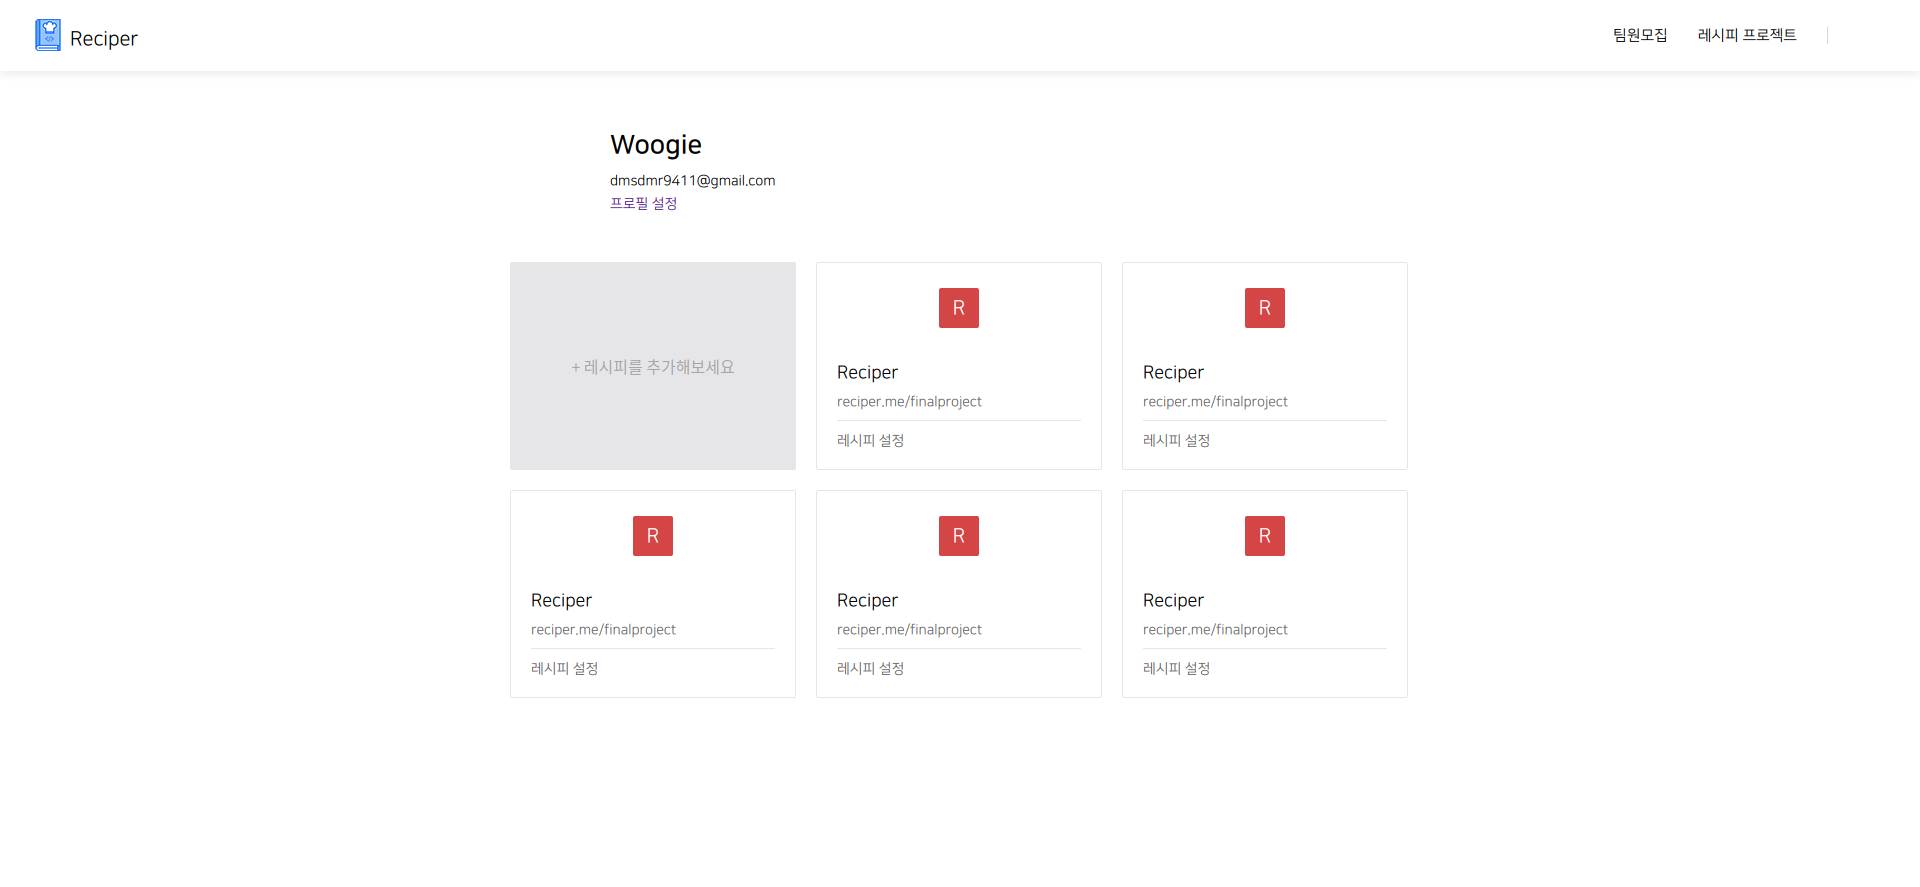 Reciper
팀원모집 레시피 프로젝트
Woogie
dmsdmr9411@gmail.com
프로필 설정
+ 레시피를 추가해보세요
R
Reciper
reciper.me/finalproject
레시피 설정
R
Reciper
reciper.me/finalproject
레시피 설정
R
Reciper
reciper.me/finalproject
레시피 설정
R
Reciper
reciper.me/finalproject
레시피 설정
R
Reciper
reciper.me/finalproject
레시피 설정